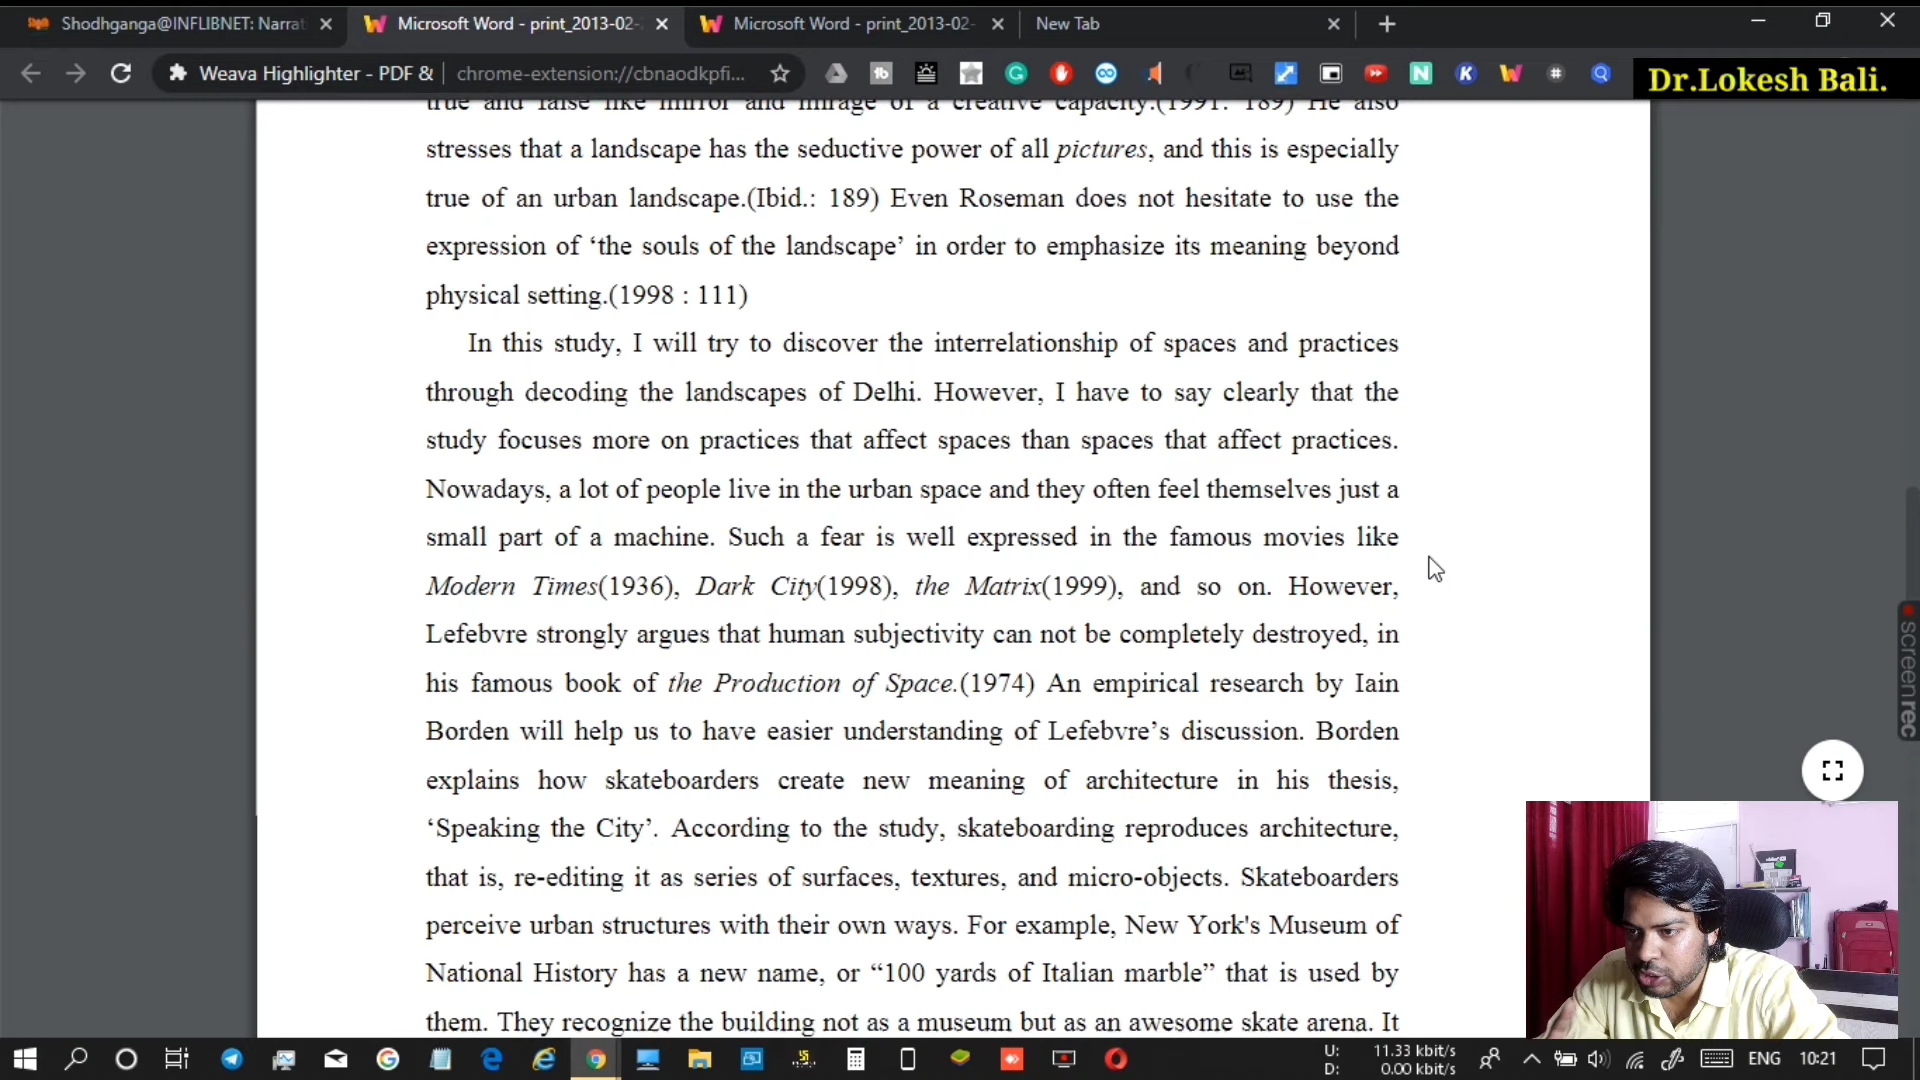 Shodhganga@INFLIBNET: Narrat
Microsoft Word - print_2013-02-
Microsoft Word - print_2013-02-
New Tab
Weava Highlighter - PDF &
chrome-extension://cbnaodkpfi...
Dr.Lokesh Bali.
true and false like mirror and mirage of a creative capacity.(1991: 189) He also
stresses that a landscape has the seductive power of all pictures, and this is especially
true of an urban landscape.(Ibid.: 189) Even Roseman does not hesitate to use the
expression of ‘the souls of the landscape’ in order to emphasize its meaning beyond
physical setting.(1998 : 111)
In this study, I will try to discover the interrelationship of spaces and practices
through decoding the landscapes of Delhi. However, I have to say clearly that the
study focuses more on practices that affect spaces than spaces that affect practices.
Nowadays, a lot of people live in the urban space and they often feel themselves just a
small part of a machine. Such a fear is well expressed in the famous movies like
Modern Times(1936), Dark City(1998), the Matrix(1999), and so on. However,
Lefebvre strongly argues that human subjectivity can not be completely destroyed, in
his famous book of the Production of Space.(1974) An empirical research by Iain
Borden will help us to have easier understanding of Lefebvre’s discussion. Borden
explains how skateboarders create new meaning of architecture in his thesis,
‘Speaking the City’. According to the study, skateboarding reproduces architecture,
that is, re-editing it as series of surfaces, textures, and micro-objects. Skateboarders
perceive urban structures with their own ways. For example, New York's Museum of
National History has a new name, or “100 yards of Italian marble” that is used by
them. They recognize the building not as a museum but as an awesome skate arena. It
screenrec
U: 11.33 kbit/s
D: 0.00 kbit/s
ENG
10:21